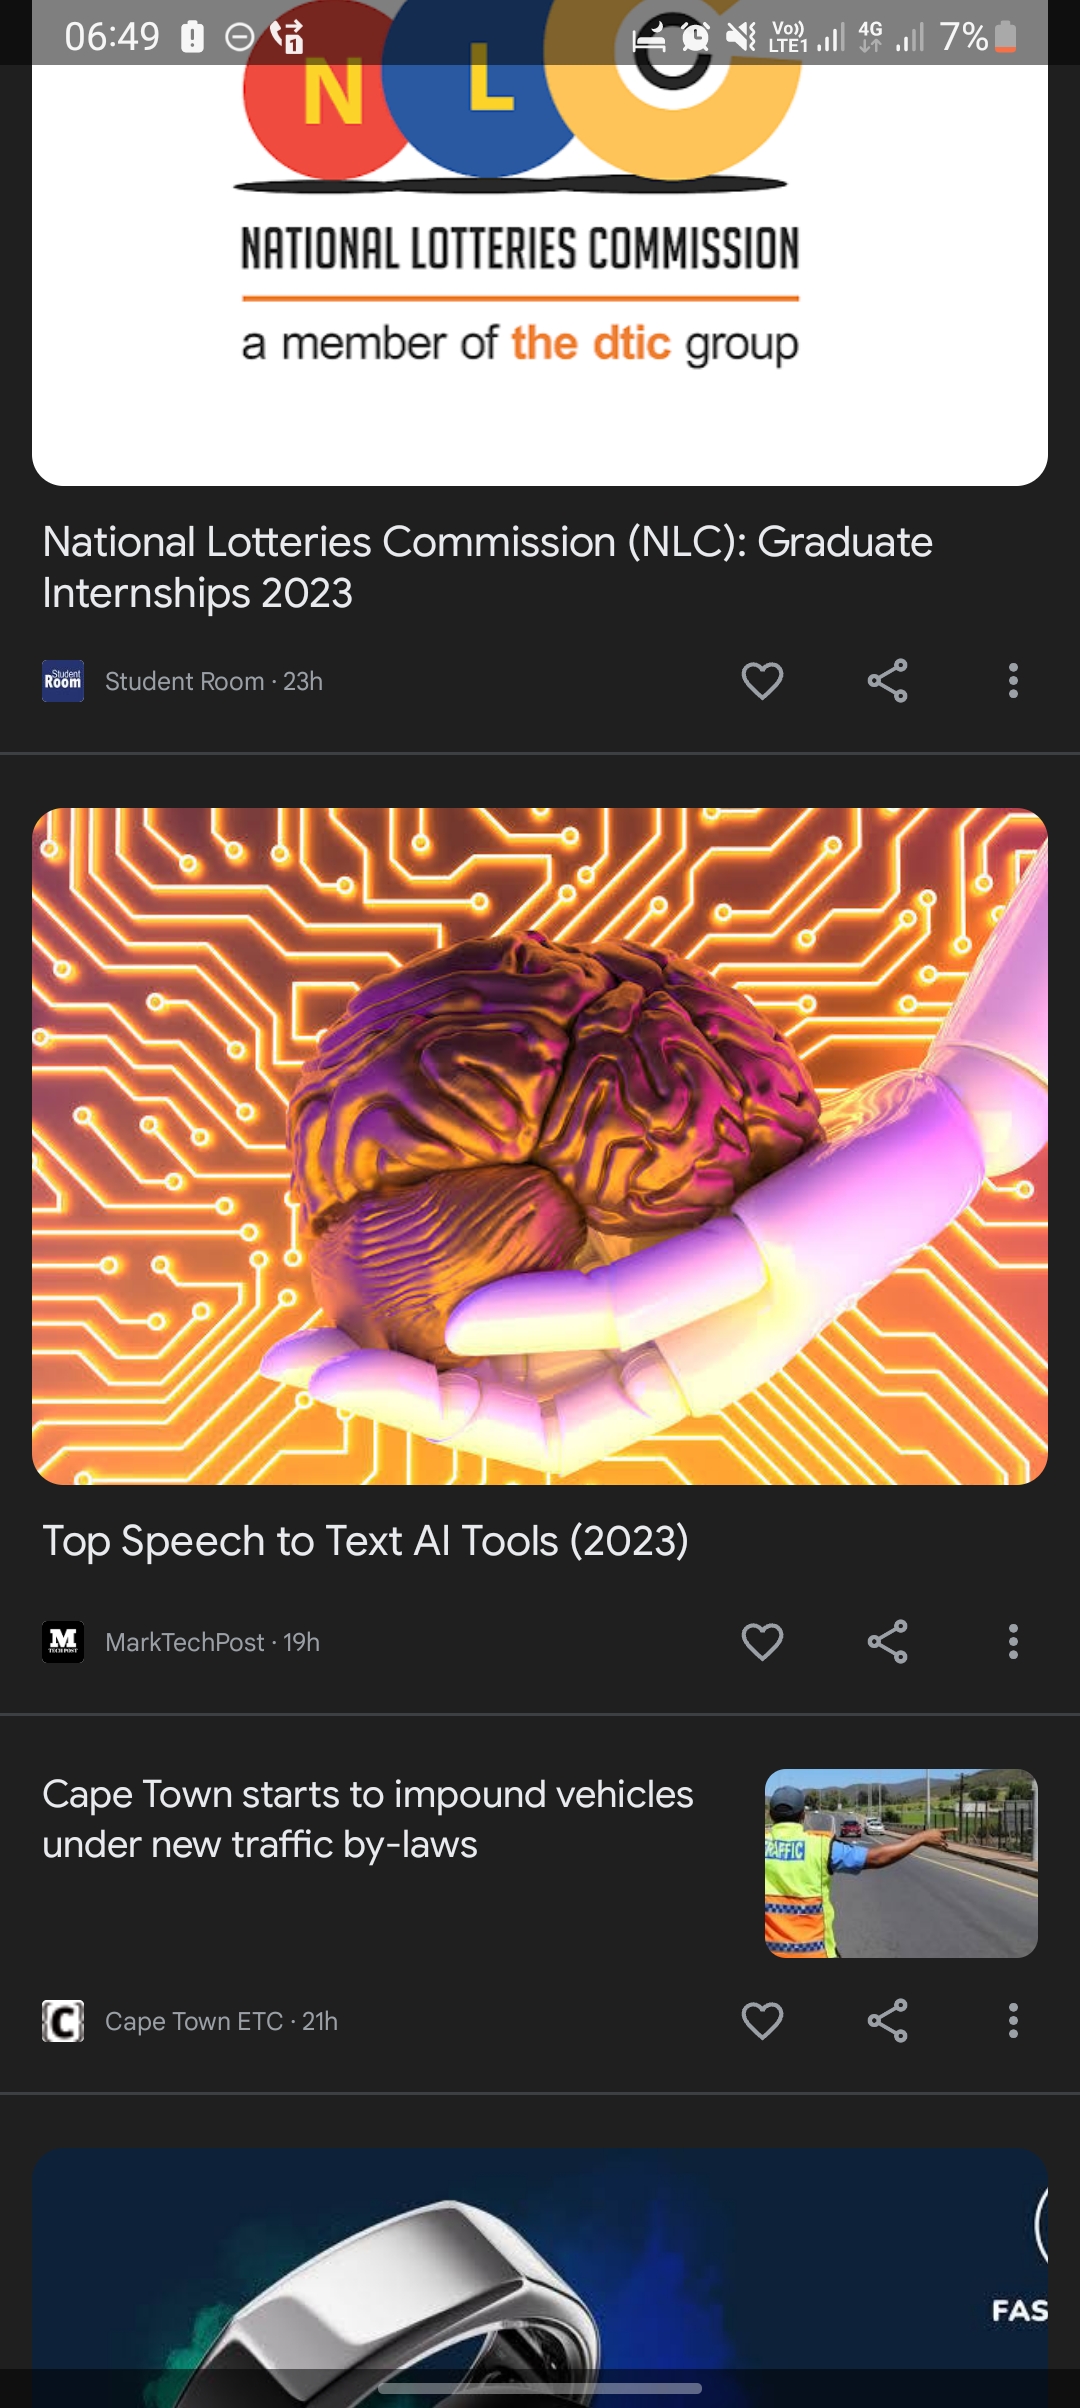 06:49
1
Vo))
LTE1
4G
7%
N L C
NATIONAL LOTTERIES COMMISSION
a member of the dtic group
National Lotteries Commission (NLC): Graduate
Internships 2023
Student
Room
Student Room · 23h
Top Speech to Text AI Tools (2023)
M
TECHPOST
MarkTechPost · 19h
Cape Town starts to impound vehicles
under new traffic by-laws
RAFFIC
C
Cape Town ETC · 21h
FAS